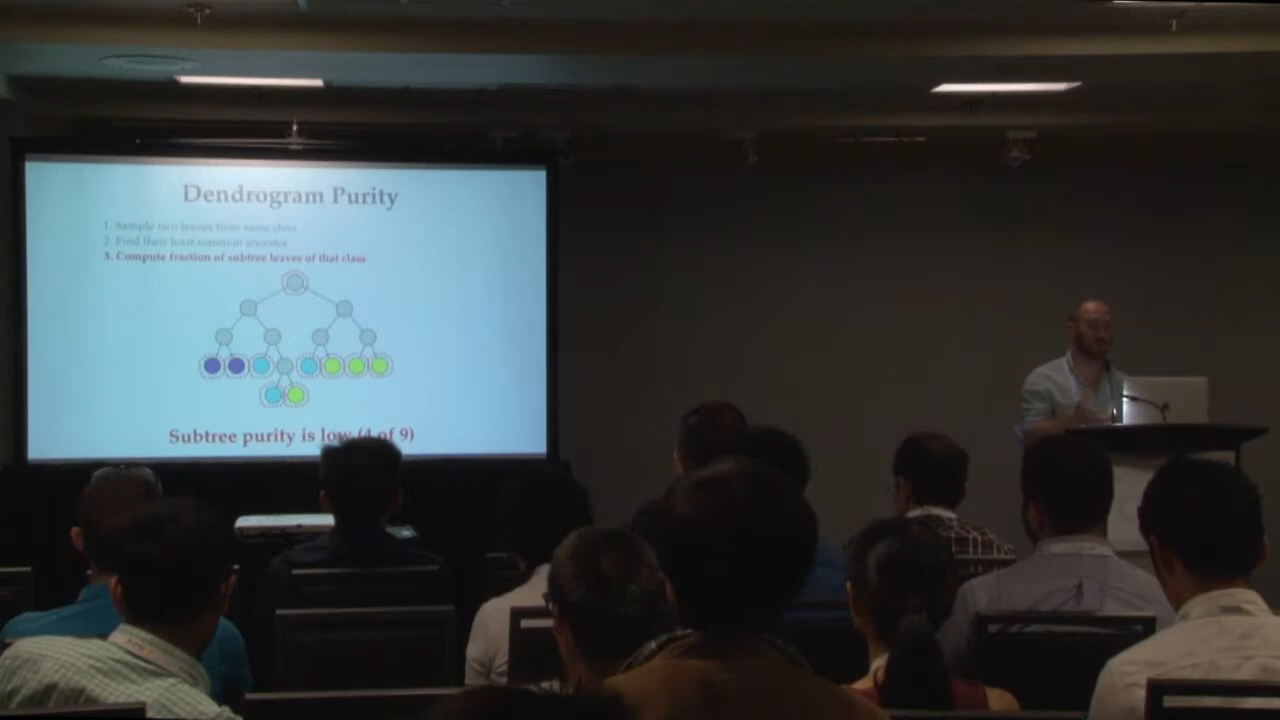 Dendrogram Purity
1. Sample two leaves from same class
2. Find their least common ancestor
3. Compute fraction of subtree leaves of that class
Subtree purity is low (4 of 9)